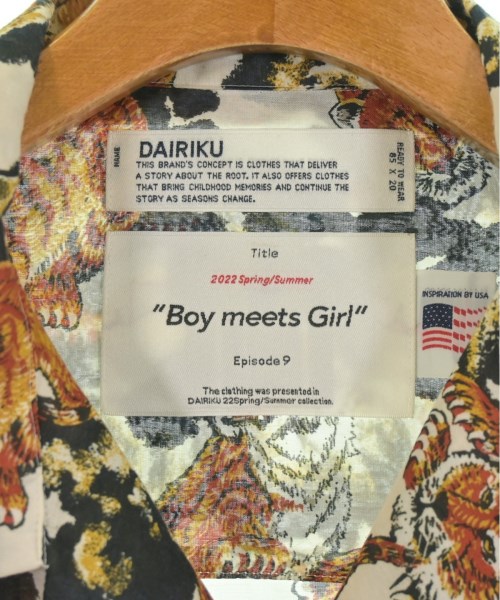 NAME
DAIRIKU
THIS BRAND'S CONCEPT IS CLOTHES THAT DELIVER
A STORY ABOUT THE ROOT. IT ALSO OFFERS CLOTHES
THAT BRING CHILDHOOD MEMORIES AND CONTINUE THE
STORY AS SEASONS CHANGE.
READY TO WEAR
85 X 20
Title
2022 Spring/Summer
"Boy meets Girl"
Episode 9
The clothing was presented in
DAIRIKU 22Spring/Summer collection.
INSPIRATION BY USA